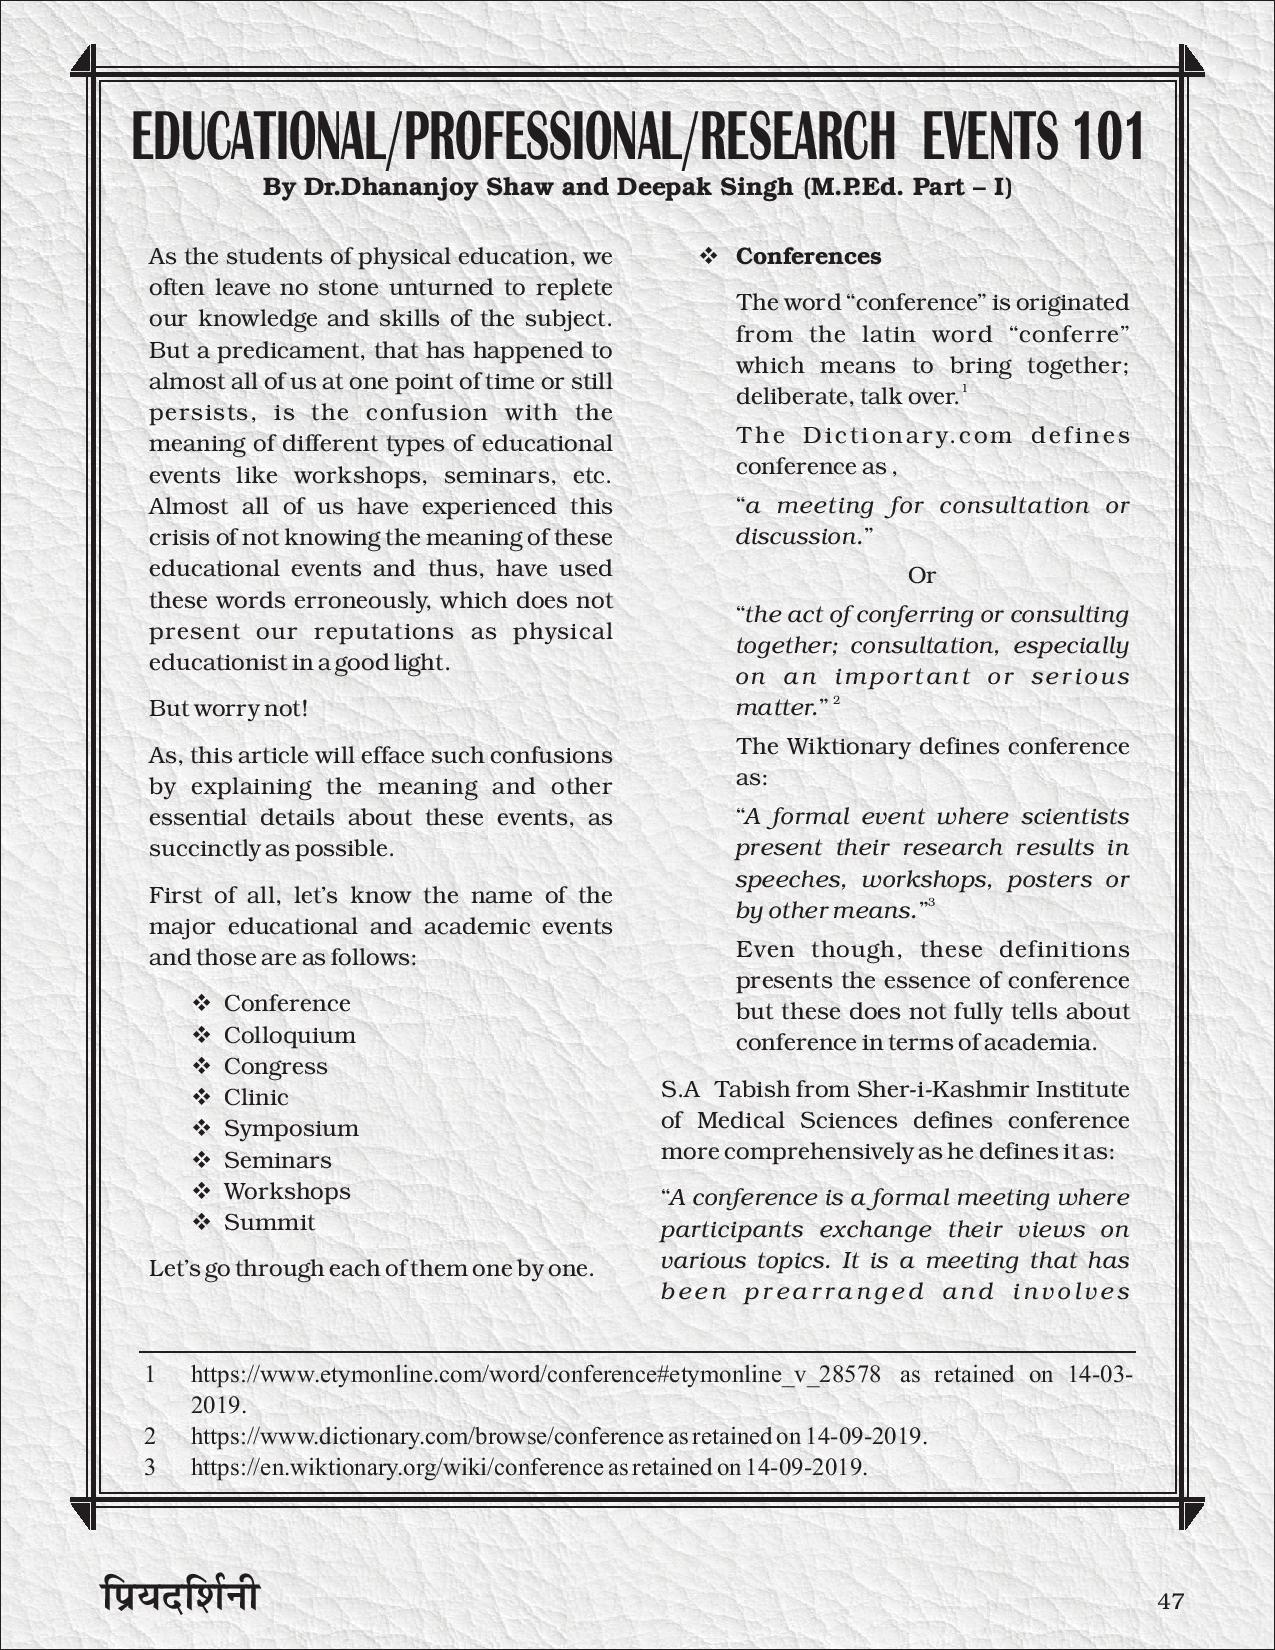 EDUCATIONAL/PROFESSIONAL/RESEARCH EVENTS 101
By Dr.Dhananjoy Shaw and Deepak Singh (M.P.Ed. Part – I)
As the students of physical education, we
often leave no stone unturned to replete
our knowledge and skills of the subject.
But a predicament, that has happened to
almost all of us at one point of time or still
persists, is the confusion with the
meaning of different types of educational
events like workshops, seminars, etc.
Almost all of us have experienced this
crisis of not knowing the meaning of these
educational events and thus, have used
these words erroneously, which does not
present our reputations as physical
educationist in a good light.
But worry not!
As, this article will efface such confusions
by explaining the meaning and other
essential details about these events, as
succinctly as possible.
First of all, let’s know the name of the
major educational and academic events
and those are as follows:
❖ Conference
❖ Colloquium
❖ Congress
❖ Clinic
❖ Symposium
❖ Seminars
❖ Workshops
❖ Summit
Let’s go through each of them one by one.
❖ Conferences
The word “conference” is originated
from the latin word “conferre”
which means to bring together;
deliberate, talk over.1
The Dictionary.com defines
conference as ,
“a meeting for consultation or
discussion.”
Or
“the act of conferring or consulting
together; consultation, especially
on an important or serious
matter.” 2
The Wiktionary defines conference
as:
“A formal event where scientists
present their research results in
speeches, workshops, posters or
by other means.”3
Even though, these definitions
presents the essence of conference
but these does not fully tells about
conference in terms of academia.
S.A Tabish from Sher-i-Kashmir Institute
of Medical Sciences defines conference
more comprehensively as he defines it as:
“A conference is a formal meeting where
participants exchange their views on
various topics. It is a meeting that has
been prearranged and involves
1 https://www.etymonline.com/word/conference#etymonline_v_28578 as retained on 14-03-
2019.
2 https://www.dictionary.com/browse/conference as retained on 14-09-2019.
3 https://en.wiktionary.org/wiki/conference as retained on 14-09-2019.
प्रियदर्शिनी
47